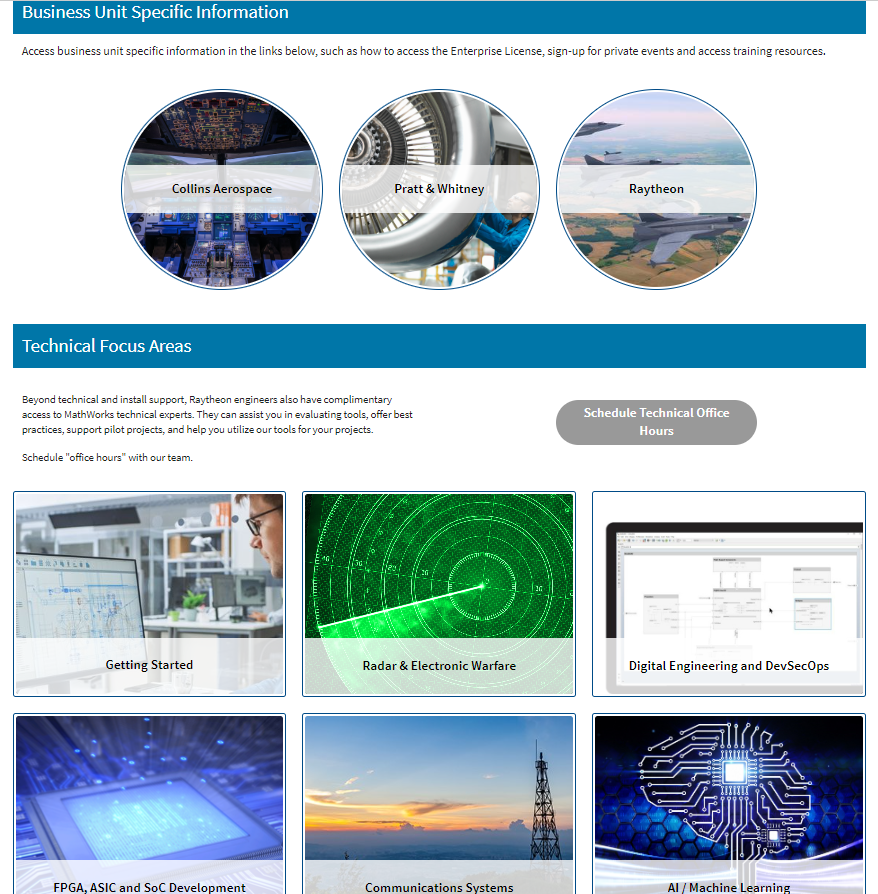 Business Unit Specific Information
Access business unit specific information in the links below, such as how to access the Enterprise License, sign-up for private events and access training resources.
Collins Aerospace
Pratt & Whitney
Raytheon
Technical Focus Areas
Beyond technical and install support, Raytheon engineers also have complimentary
access to MathWorks technical experts. They can assist you in evaluating tools, offer best
practices, support pilot projects, and help you utilize our tools for your projects.
Schedule "office hours" with our team.
Schedule Technical Office
Hours
Getting Started
Radar & Electronic Warfare
Digital Engineering and DevSecOps
FPGA, ASIC and SoC Development
Communications Systems
AI / Machine Learning